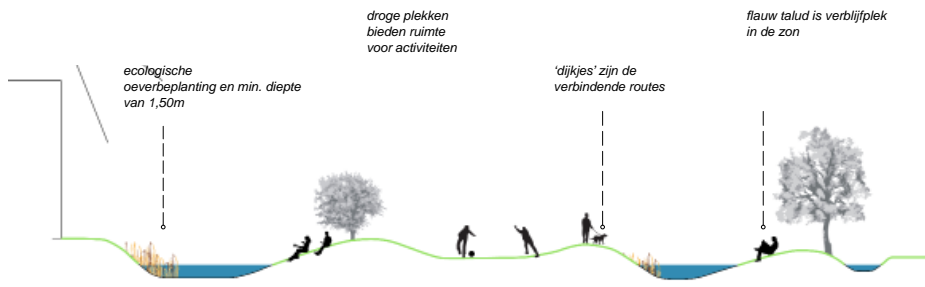 droge plekken
bieden ruimte
voor activiteiten
flauw talud is verblijfplek
in de zon
ecologische
oeverbeplanting en min. diepte
van 1,50m
‘dijkjes’ zijn de
verbindende routes